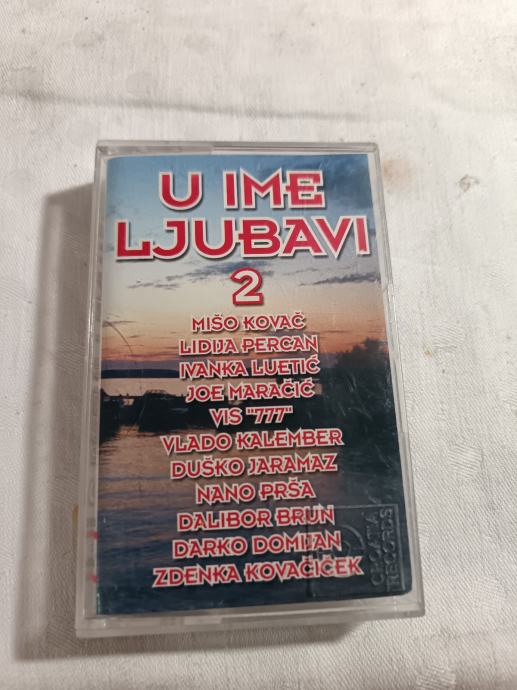 U IME
LJUBAVI
2
MIŠO KOVAČ
LIDIJA PERCAN
IVANKA LUETIĆ
JOE MARAČIĆ
VIS "777"
VLADO KALEMBER
DUŠKO JARAMAZ
NANO PRŠA
DALIBOR BRUN
DARKO DOMIJAN
ZDENKA KOVAČIČEK
CROATIA
RECORDS